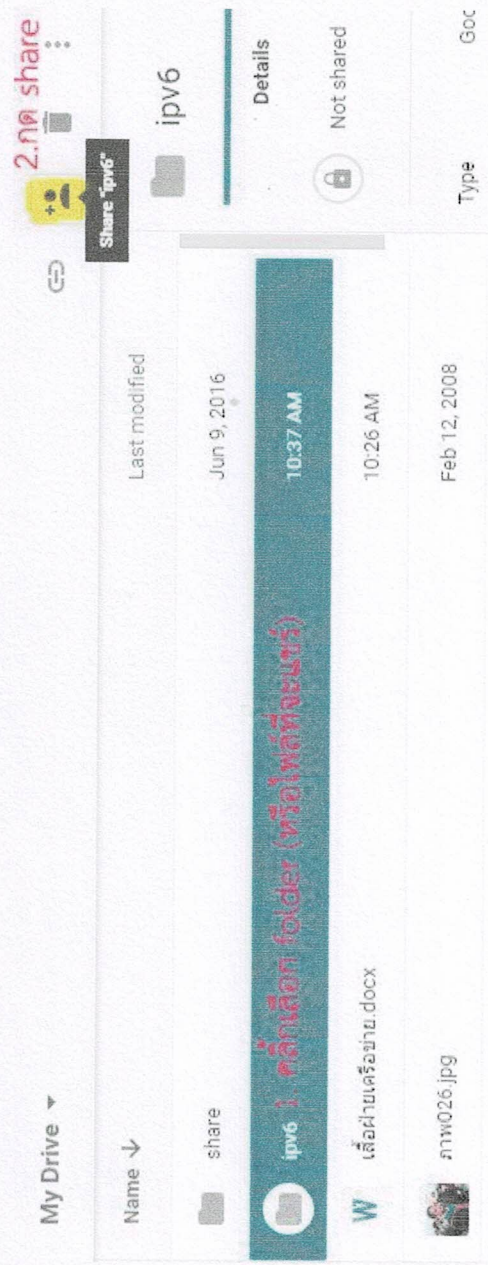 2.กด share
My Drive
Share "ipv6"
ipv6
Name
Last modified
Details
share
Jun 9, 2016
Not shared
ipv6 1. คลิ๊กเลือก folder (หรือไฟล์ที่จะแชร์) 10:37 AM
W เสื้อฝ่ายเครือข่าย.docx
10:26 AM
ภาพ026.jpg
Feb 12, 2008
Type
Goo